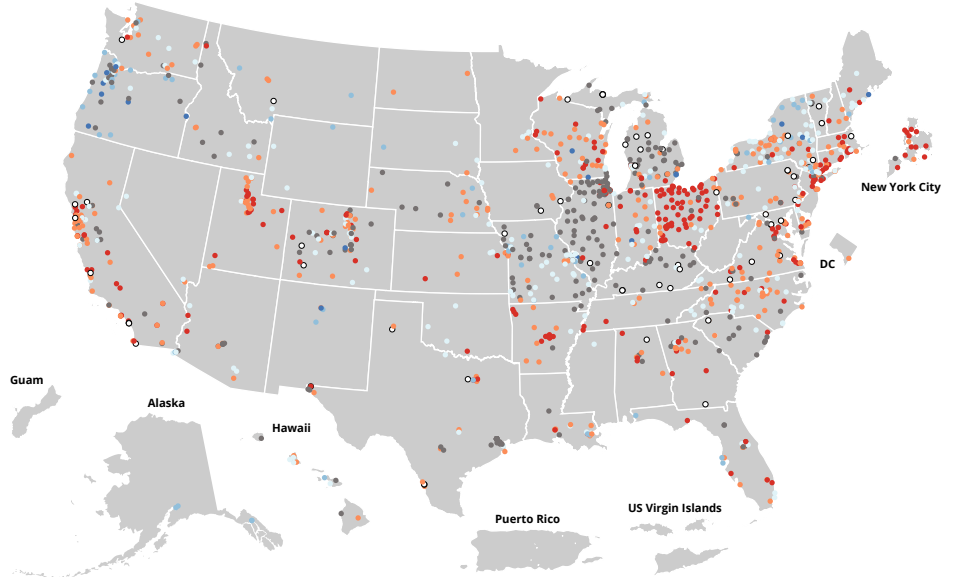 New York City
DC
Guam
Alaska
Hawaii
US Virgin Islands
Puerto Rico